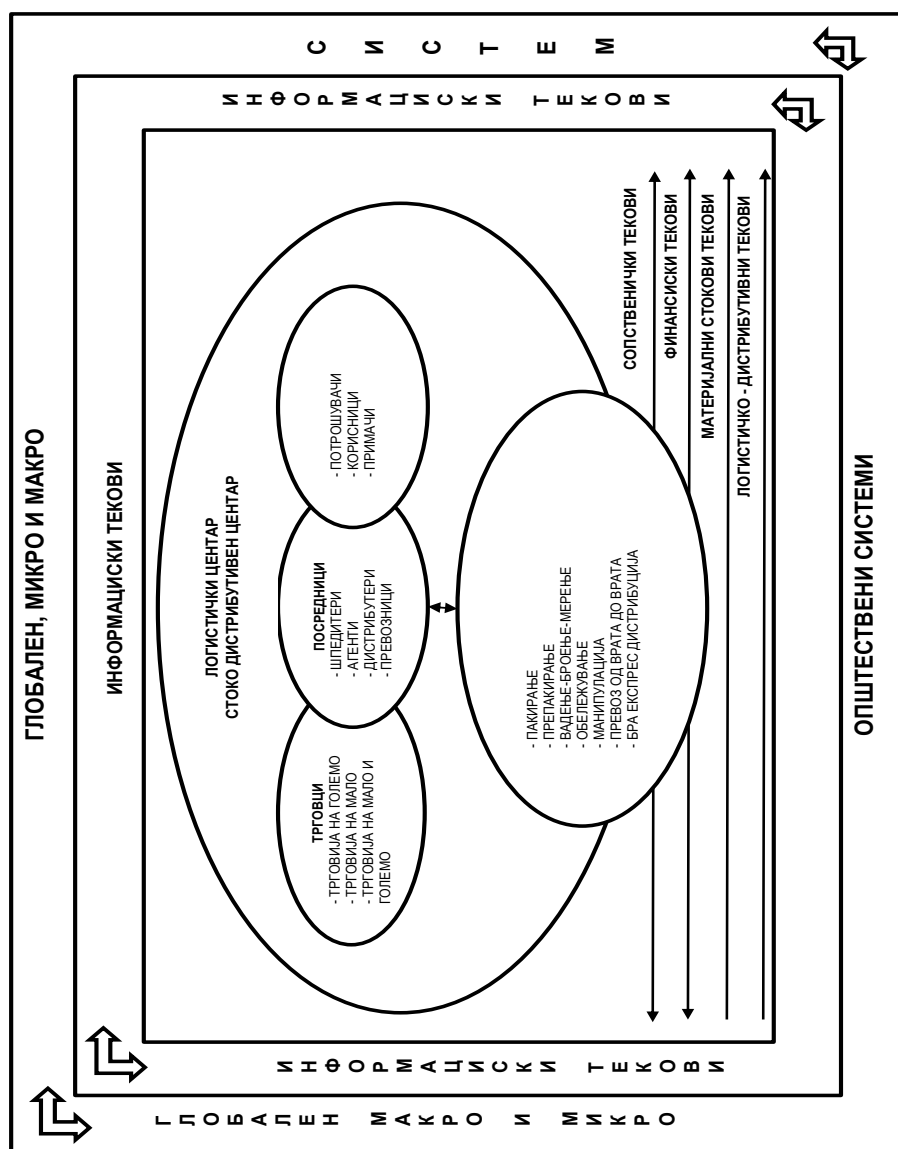 ГЛОБАЛЕН, МИКРО И МАКРО
ИНФОРМАЦИСКИ ТЕКОВИ
ГЛОБАЛЕН МАКРО И МИКРО
ИНФОРМАЦИСКИ ТЕКОВИ
ЛОГИСТИЧКИ ЦЕНТАР
СТОКО ДИСТРИБУТИВЕН ЦЕНТАР
ТРГОВЦИ
- ТРГОВИЈА НА ГОЛЕМО
- ТРГОВИЈА НА МАЛО
- ТРГОВИЈА НА МАЛО И
ГОЛЕМО
ПОСРЕДНИЦИ
- ШПЕДИТЕРИ
- АГЕНТИ
- ДИСТРИБУТЕРИ
- ПРЕВОЗНИЦИ
- ПОТРОШУВАЧИ
- КОРИСНИЦИ
- ПРИМАЧИ
- ПАКИРАЊЕ
- ПРЕПАКИРАЊЕ
- ВАДЕЊЕ-БРОЕЊЕ-МЕРЕЊЕ
- ОБЕЛЕЖУВАЊЕ
- МАНИПУЛАЦИЈА
- ПРЕВОЗ ОД ВРАТА ДО ВРАТА
- БРА ЕКСПРЕС ДИСТРИБУЦИЈА
СОПСТВЕНИЧКИ ТЕКОВИ
ФИНАНСИСКИ ТЕКОВИ
МАТЕРИЈАЛНИ СТОКОВИ ТЕКОВИ
ЛОГИСТИЧКО - ДИСТРИБУТИВНИ ТЕКОВИ
ИНФОРМАЦИСКИ ТЕКОВИ
СИСТЕМ
ОПШТЕСТВЕНИ СИСТЕМИ